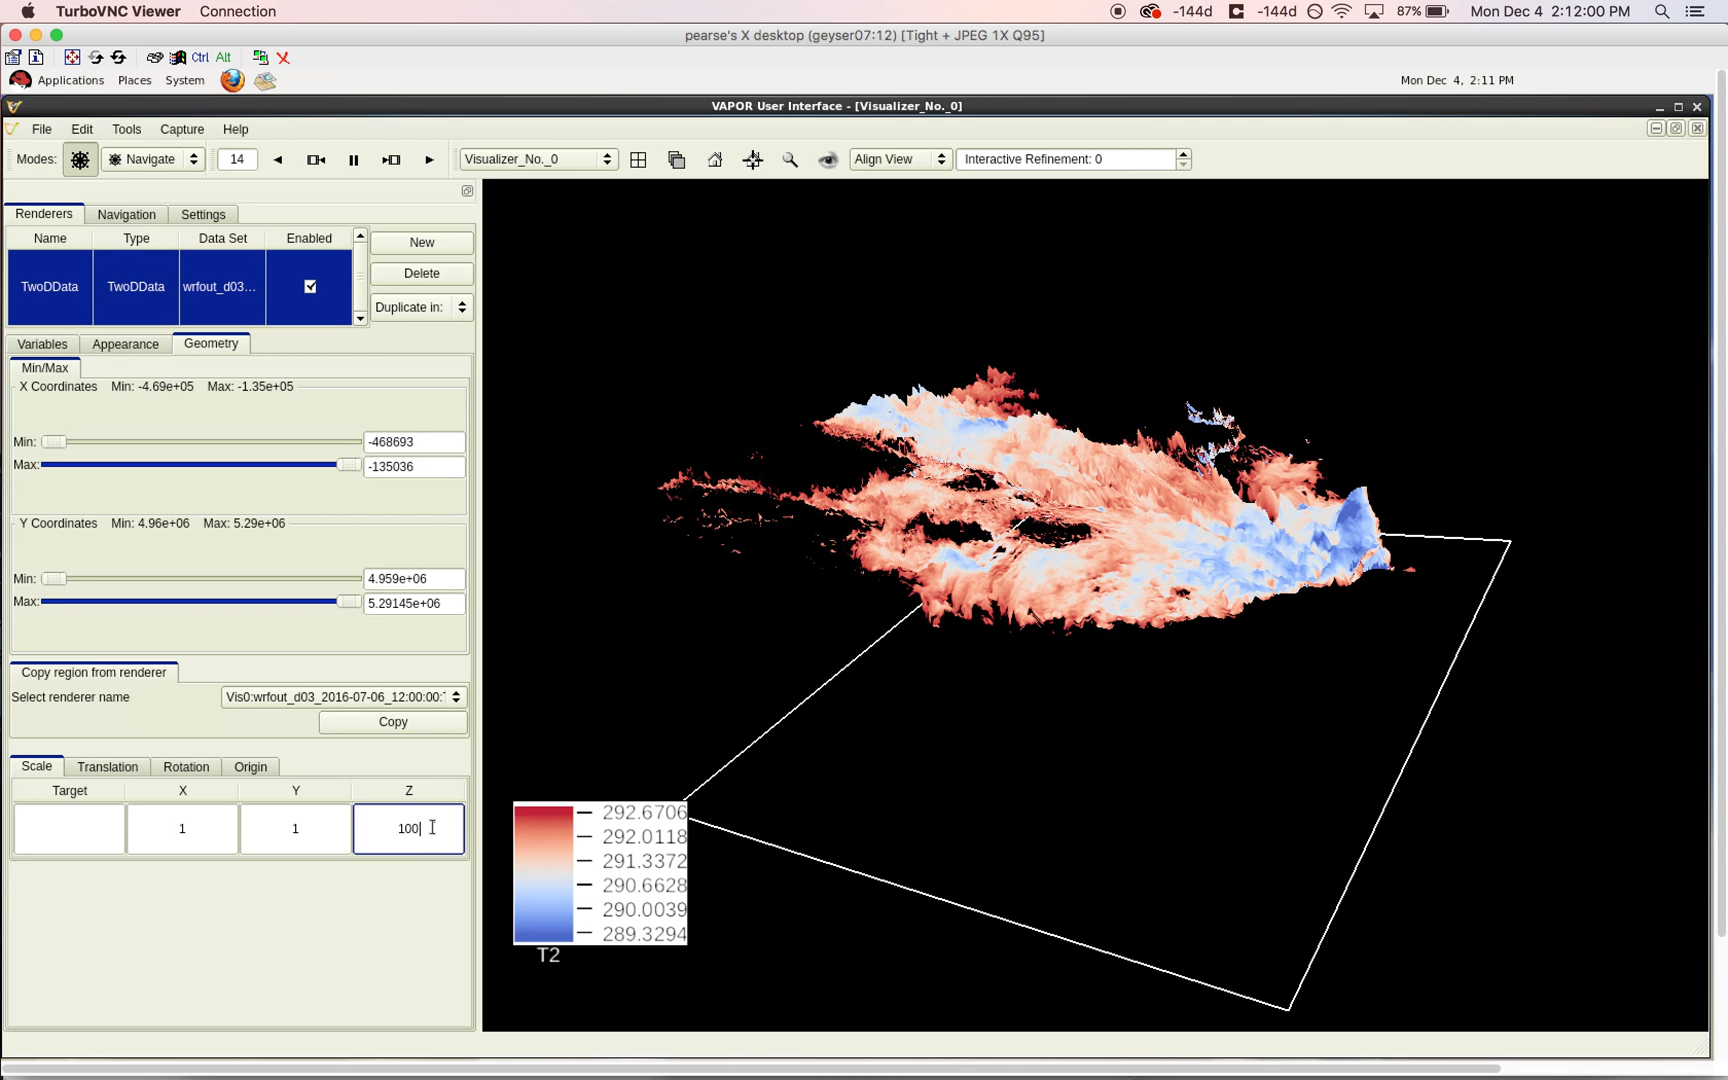 TurboVNC Viewer Connection -144d -144d 87% Mon Dec 4 2:12:00 PM
pearse's X desktop (geyser07:12) [Tight + JPEG 1X Q95]
Ctrl Alt
Applications Places System Mon Dec 4, 2:11 PM
VAPOR User Interface - [Visualizer_No._0]
File Edit Tools Capture Help
Modes: Navigate 14 Visualizer_No._0 Align View Interactive Refinement: 0
Renderers Navigation Settings
Name Type Data Set Enabled
New
TwoDData TwoDData wrfout_d03...
Delete
Duplicate in:
Variables Appearance Geometry
Min/Max
X Coordinates Min: -4.69e+05 Max: -1.35e+05
Min: -468693
Max: -135036
Y Coordinates Min: 4.96e+06 Max: 5.29e+06
Min: 4.959e+06
Max: 5.29145e+06
Copy region from renderer
Select renderer name Vis0:wrfout_d03_2016-07-06_12:00:00:
Copy
Scale Translation Rotation Origin
Target X Y Z
1 1 100
292.6706
292.0118
291.3372
290.6628
290.0039
289.3294
T2